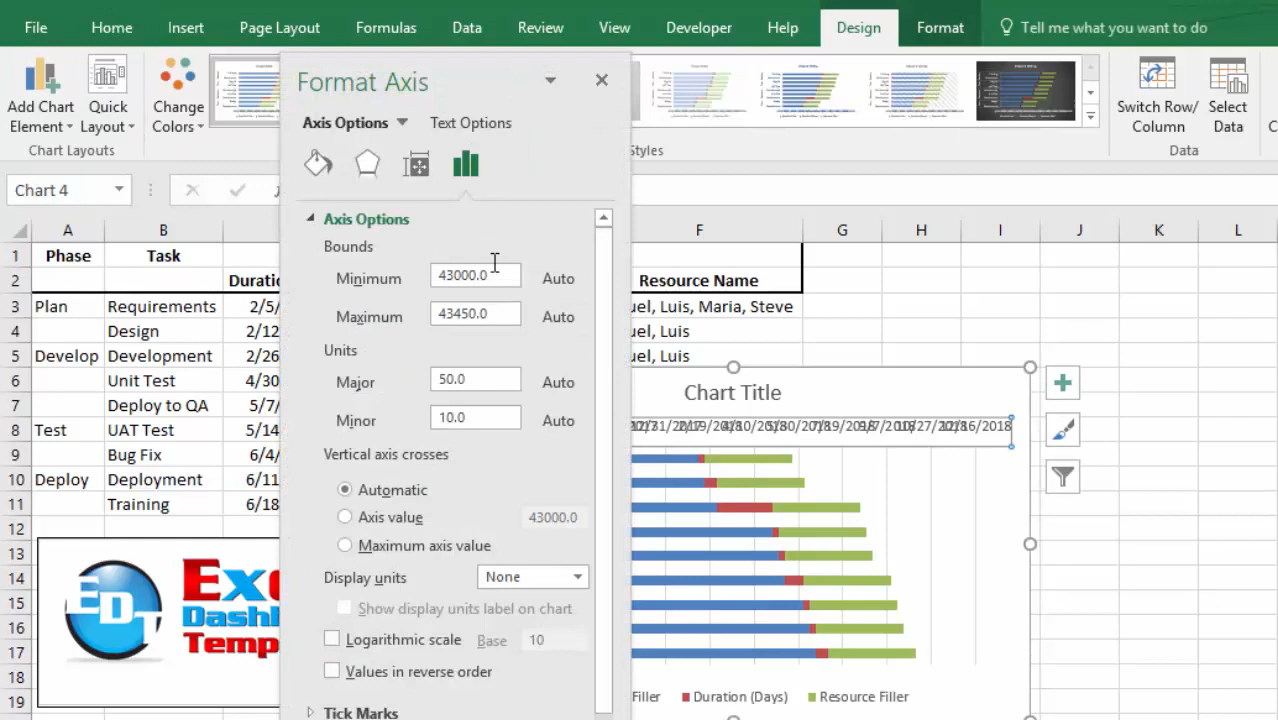 File Home Insert Page Layout Formulas Data Review View Developer Help Design Format Tell me what you want to do
Add Chart Element Quick Layout Change Colors Switch Row/Column Select Data
Chart Layouts Styles Data
Format Axis
Axis Options Text Options
Chart 4
A B F G H I J K L
Axis Options
Bounds
Minimum 43000.0 Auto
Maximum 43450.0 Auto
Units
Major 50.0 Auto
Minor 10.0 Auto
Vertical axis crosses
Automatic
Axis value 43000.0
Maximum axis value
Display units None
Show display units label on chart
Logarithmic scale Base 10
Values in reverse order
Tick Marks
1 Phase Task
2 Resource Name
3 Plan Requirements 2/5/ Luis, Maria, Steve
4 Design 2/12 Luis
5 Develop Development 2/26 Luis
6 Unit Test 4/30
7 Deploy to QA 5/7/
8 Test UAT Test 5/14
9 Bug Fix 6/4/
10 Deploy Deployment 6/11
11 Training 6/18
12
13
14
15
16
17
18
19
EDT
Chart Title
Filler Duration (Days) Resource Filler